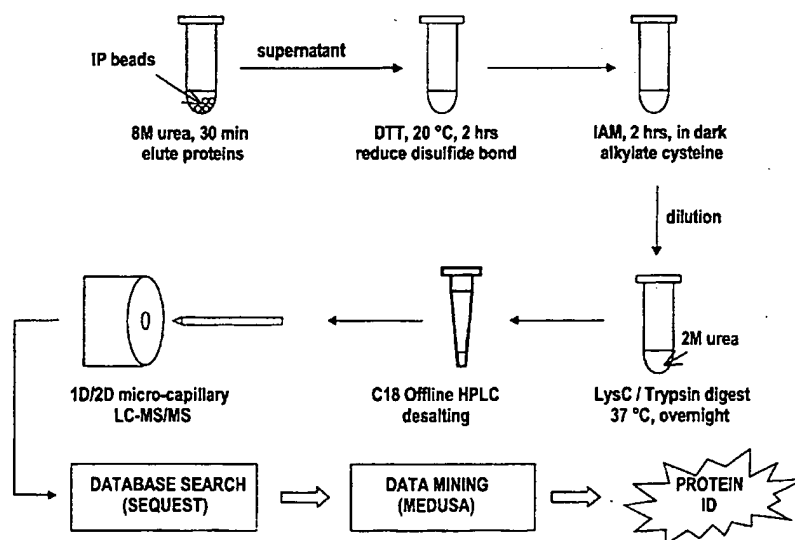 IP beads
supernatant
8M urea, 30 min
elute proteins
DTT, 20 °C, 2 hrs
reduce disulfide bond
IAM, 2 hrs, in dark
alkylate cysteine
dilution
2M urea
1D/2D micro-capillary
LC-MS/MS
C18 Offline HPLC
desalting
LysC / Trypsin digest
37 °C, overnight
DATABASE SEARCH
(SEQUEST)
DATA MINING
(MEDUSA)
PROTEIN
ID